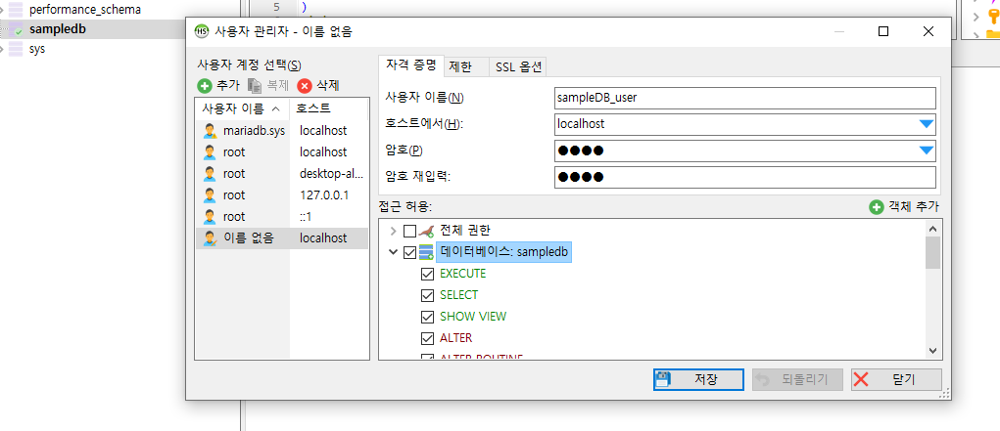 performance_schema
sampledb
sys
5
)
HS
사용자 관리자 - 이름 없음
사용자 계정 선택(S)
추가 복제 삭제
사용자 이름 호스트
mariadb.sys localhost
root localhost
root desktop-al...
root 127.0.0.1
root ::1
이름 없음 localhost
자격 증명 제한 SSL 옵션
사용자 이름(N) sampleDB_user
호스트에서(H): localhost
암호(P) ●●●●
암호 재입력: ●●●●
접근 허용: 객체 추가
전체 권한
데이터베이스: sampledb
EXECUTE
SELECT
SHOW VIEW
ALTER
ALTER ROUTINE
저장 되돌리기 닫기